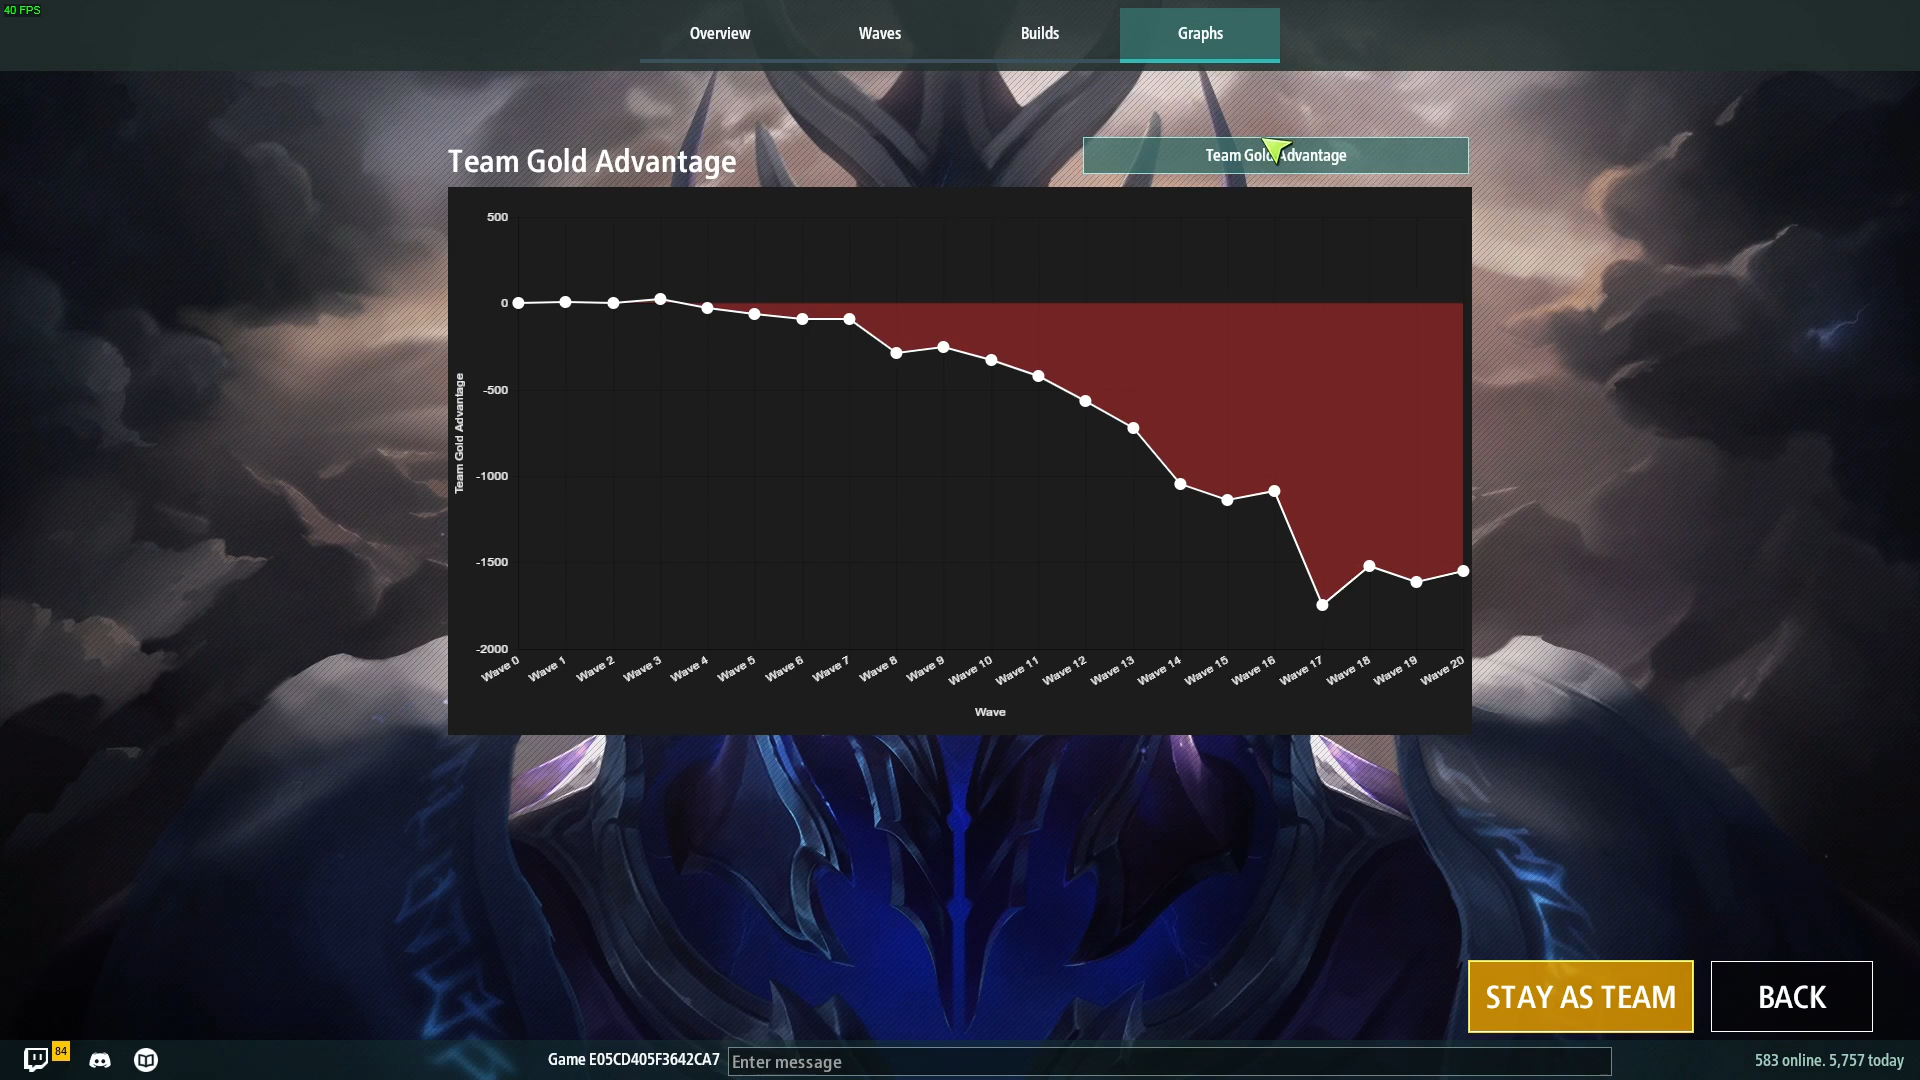 40 FPS
Overview
Waves
Builds
Graphs
Team Gold Advantage
Team Gold Advantage
500
0
-500
-1000
-1500
-2000
Team Gold Advantage
Wave 0
Wave 1
Wave 2
Wave 3
Wave 4
Wave 5
Wave 6
Wave 7
Wave 8
Wave 9
Wave 10
Wave 11
Wave 12
Wave 13
Wave 14
Wave 15
Wave 16
Wave 17
Wave 18
Wave 19
Wave 20
Wave
STAY AS TEAM
BACK
84
Game E05CD405F3642CA7
Enter message
583 online. 5,757 today